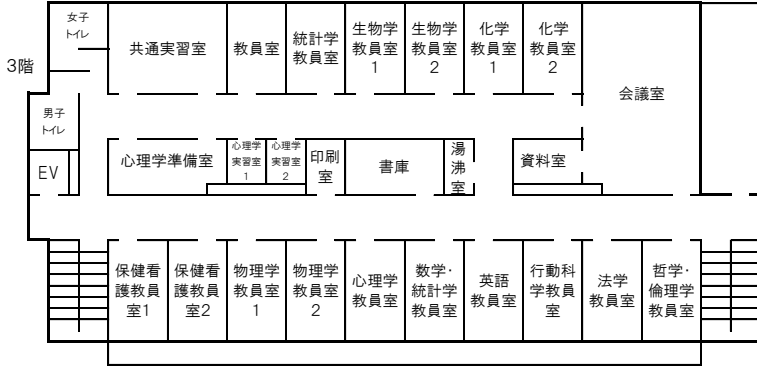 3階
女子
トイレ
共通実習室
教員室
統計学
教員室
生物学
教員室
1
生物学
教員室
2
化学
教員室
1
化学
教員室
2
会議室
男子
トイレ
EV
心理学準備室
心理学
実習室
1
心理学
実習室
2
印刷
室
書庫
湯
沸
室
資料室
保健看
護教員
室1
保健看
護教員
室2
物理学
教員室
1
物理学
教員室
2
心理学
教員室
数学・
統計学
教員室
英語
教員室
行動科
学教員
室
法学
教員室
哲学・
倫理学
教員室